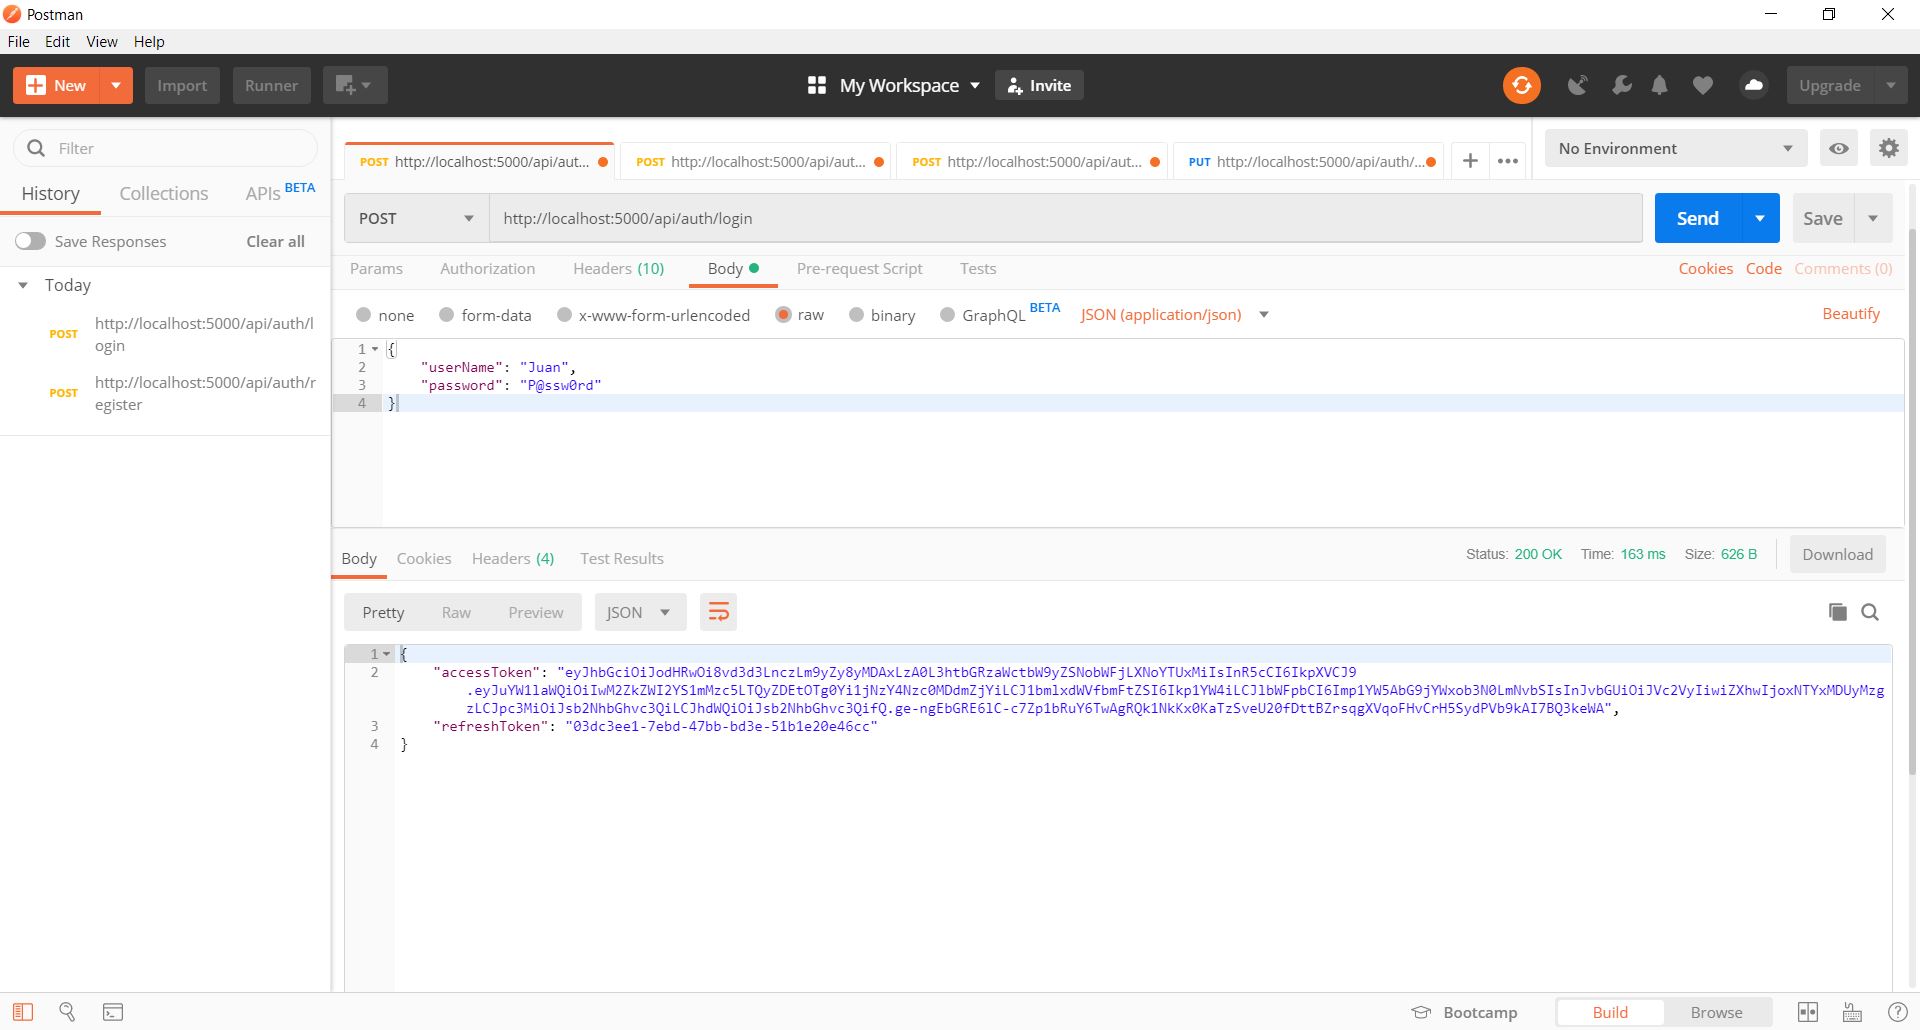 Postman
File Edit View Help
New Import Runner My Workspace Invite Upgrade
Filter
History Collections APIs BETA
Save Responses Clear all
Today
POST http://localhost:5000/api/auth/l
ogin
POST http://localhost:5000/api/auth/r
egister
POST http://localhost:5000/api/aut... POST http://localhost:5000/api/aut... POST http://localhost:5000/api/aut... PUT http://localhost:5000/api/auth/... No Environment
POST http://localhost:5000/api/auth/login Send Save
Params Authorization Headers (10) Body Pre-request Script Tests Cookies Code Comments (0)
none form-data x-www-form-urlencoded raw binary GraphQL BETA JSON (application/json) Beautify
1 {
2 "userName": "Juan",
3 "password": "P@ssw0rd"
4 }
Body Cookies Headers (4) Test Results Status: 200 OK Time: 163 ms Size: 626 B Download
Pretty Raw Preview JSON
1 {
2 "accessToken": "eyJhbGciOiJodHRwOi8vd3d3LnczLm9yZy8yMDAxLzA0L3htbGRzaWctbW9yZSNobWFjLXNoYTUxMiIsInR5cCI6IkpXVCJ9
.eyJuYW1laWQiOiIwM2ZkZWI2YS1mMzc5LTQyZDEtOTg0Yi1jNzY4Nzc0MDdmZjYiLCJ1bmlxdWVfbmFtZSI6Ikp1YW4iLCJlbWFpbCI6Imp1YW5AbG9jYWxob3N0LmNvbSIsInJvbGUiOiJVc2VyIiwiZXhwIjoxNTYxMDUyMzg
zLCJpc3MiOiJsb2NhbGhvc3QiLCJhdWQiOiJsb2NhbGhvc3QifQ.ge-ngEbGRE6lC-c7Zp1bRuY6TwAgRQk1NkKx0KaTzSveU20fDttBZrsqgXVqoFHvCrH5SydPVb9kAI7BQ3keWA",
3 "refreshToken": "03dc3ee1-7ebd-47bb-bd3e-51b1e20e46cc"
4 }
Bootcamp Build Browse